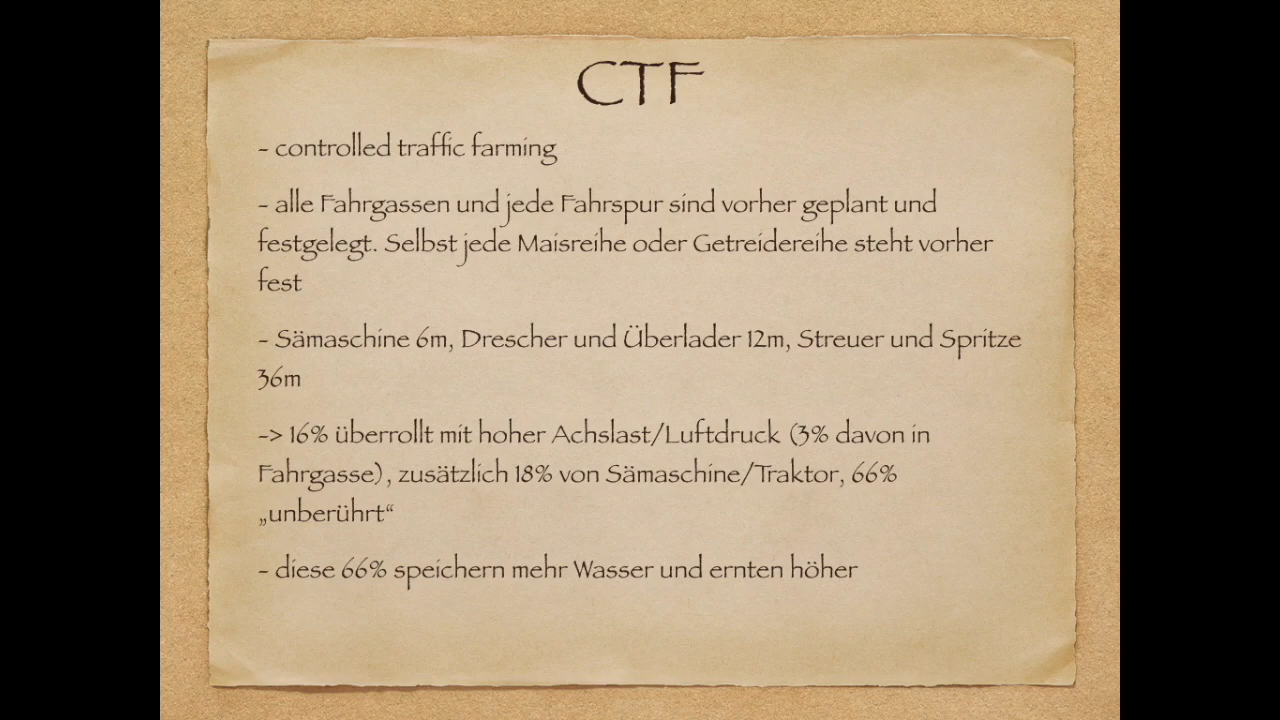 CTF
- controlled traffic farming
- alle Fahrgassen und jede Fahrspur sind vorher geplant und
festgelegt. Selbst jede Maisreihe oder Getreidereihe steht vorher
fest
- Sämaschine 6m, Drescher und Überlader 12m, Streuer und Spritze
36m
-> 16% überrollt mit hoher Achslast/Luftdruck (3% davon in
Fahrgasse), zusätzlich 18% von Sämaschine/Traktor, 66%
„unberührt“
- diese 66% speichern mehr Wasser und ernten höher